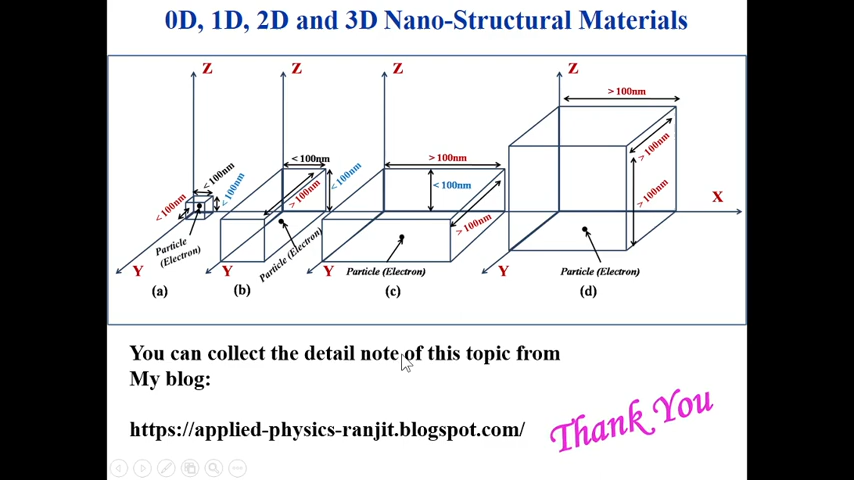 0D, 1D, 2D and 3D Nano-Structural Materials
Z
Z
Z
Z
< 100nm
< 100nm
< 100nm
< 100nm
> 100nm
< 100nm
> 100nm
< 100nm
> 100nm
> 100nm
> 100nm
> 100nm
X
Particle
(Electron)
Particle (Electron)
Particle (Electron)
Particle (Electron)
Y
Y
Y
Y
(a)
(b)
(c)
(d)
You can collect the detail note of this topic from
My blog:
https://applied-physics-ranjit.blogspot.com/
Thank You